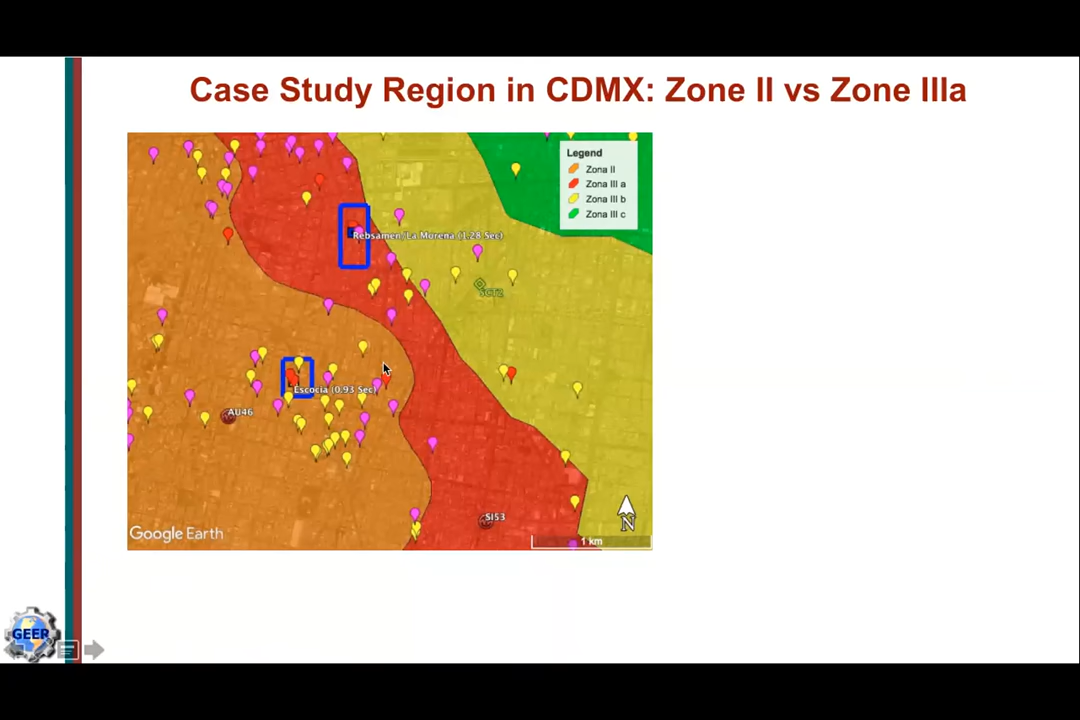 Case Study Region in CDMX: Zone II vs Zone IIIa
Legend
Zona II
Zona III a
Zona III b
Zona III c
Rebsamen/La Morena (1.28 Sec)
SCT2
Escocia (0.93 Sec)
AU46
SI53
N
Google Earth
1 km
GEER